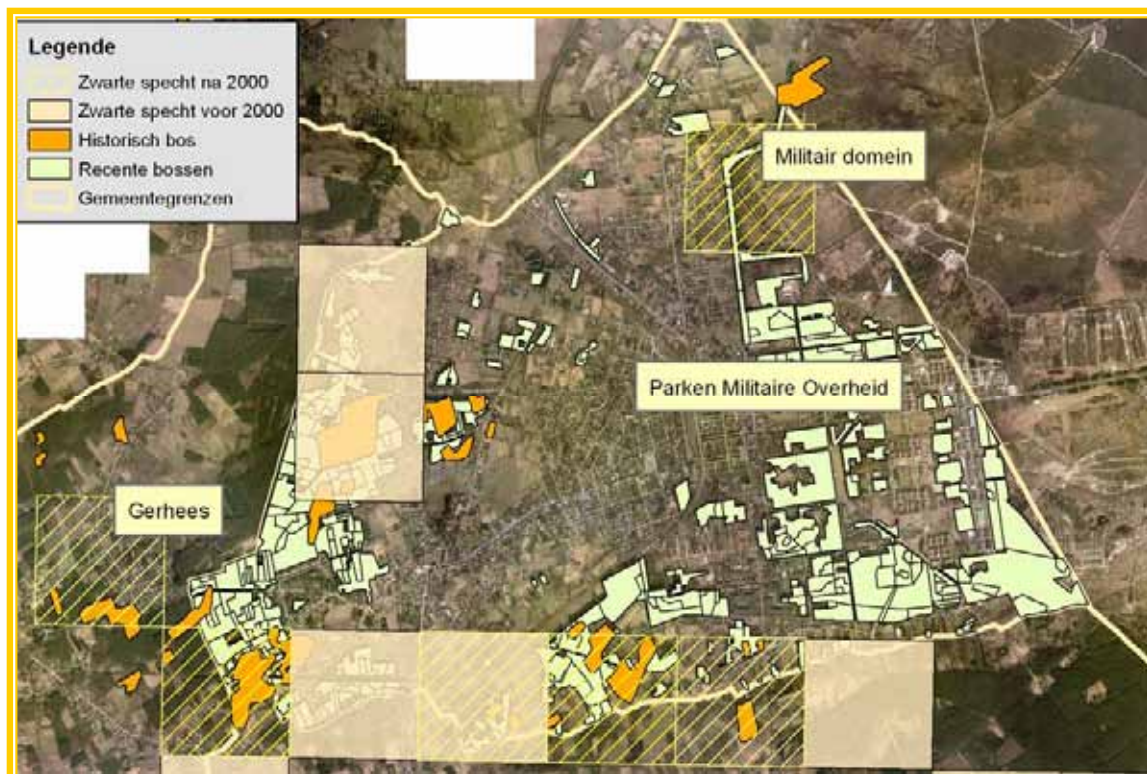 Legende
Zwarte specht na 2000
Zwarte specht voor 2000
Historisch bos
Recente bossen
Gemeentegrenzen
Militair domein
Parken Militaire Overheid
Gerhees